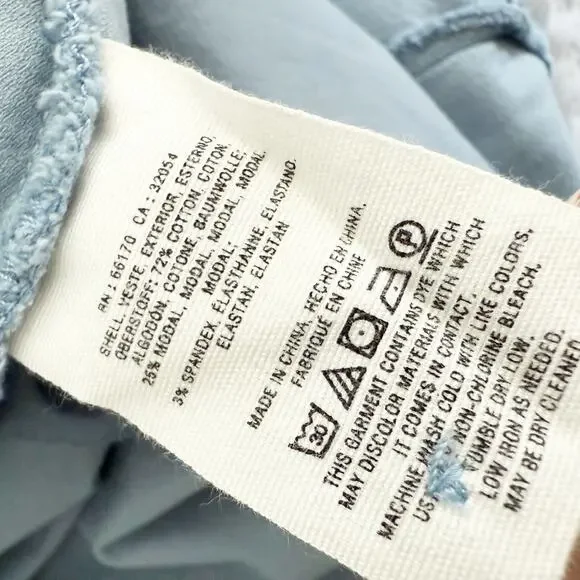 RN: 66170 CA: 32054
SHELL, VESTE, EXTERIOR, ESTERNO,
OBERSTOFF: 72% COTTON, COTON,
ALGODÓN, COTONE, BAUMWOLLE;
25% MODAL, MODAL, MODAL, MODAL,
MODAL;
3% SPANDEX, ÉLASTHANNE, ELASTANO,
ELASTAN, ELASTAN
MADE IN CHINA, HECHO EN CHINA,
FABRIQUÉ EN CHINE
30
P
THIS GARMENT CONTAINS DYE WHICH
MAY DISCOLOR MATERIALS WITH WHICH
IT COMES IN CONTACT.
MACHINE WASH COLD WITH LIKE COLORS,
NON-CHLORINE BLEACH.
TUMBLE DRY LOW.
LOW IRON AS NEEDED.
MAY BE DRY CLEANED